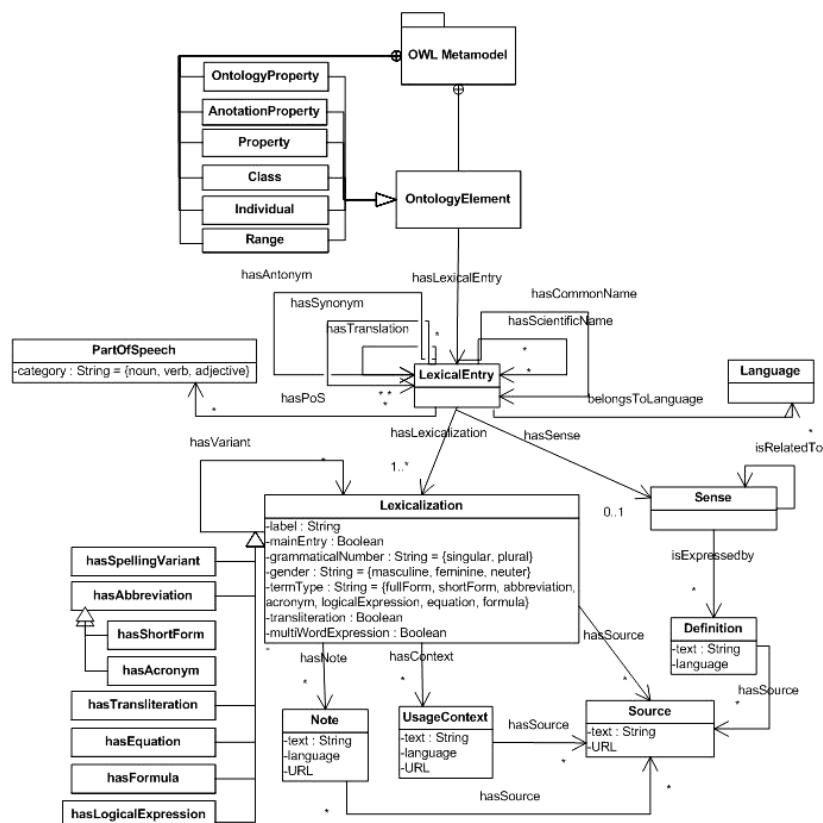 OWL Metamodel
OntologyProperty
AnotationProperty
Property
Class
Individual
Range
OntologyElement
hasAntonym
hasLexicalEntry
hasSynonym
hasCommonName
hasTranslation
*
hasScientificName
*
PartOfSpeech
-category : String = {noun, verb, adjective}
LexicalEntry
*
Language
hasPoS
* *
*
*
belongsToLanguage
*
hasVariant
hasLexicalization
hasSense
isRelatedTo
*
1..*
0..1
Lexicalization
-label : String
-mainEntry : Boolean
-grammaticalNumber : String = {singular, plural}
-gender : String = {masculine, feminine, neuter}
-termType : String = {fullForm, shortForm, abbreviation,
acronym, logicalExpression, equation, formula}
-transliteration : Boolean
-multiWordExpression : Boolean
Sense
isExpressedby
*
hasSpellingVariant
hasAbbreviation
hasShortForm
hasAcronym
hasTransliteration
hasEquation
hasFormula
hasLogicalExpression
Definition
-text : String
-language
*
hasNote
hasContext
hasSource
hasSource
*
*
*
*
Note
-text : String
-language
-URL
UsageContext
-text : String
-language
-URL
hasSource
*
Source
-text : String
-URL
hasSource
*
*